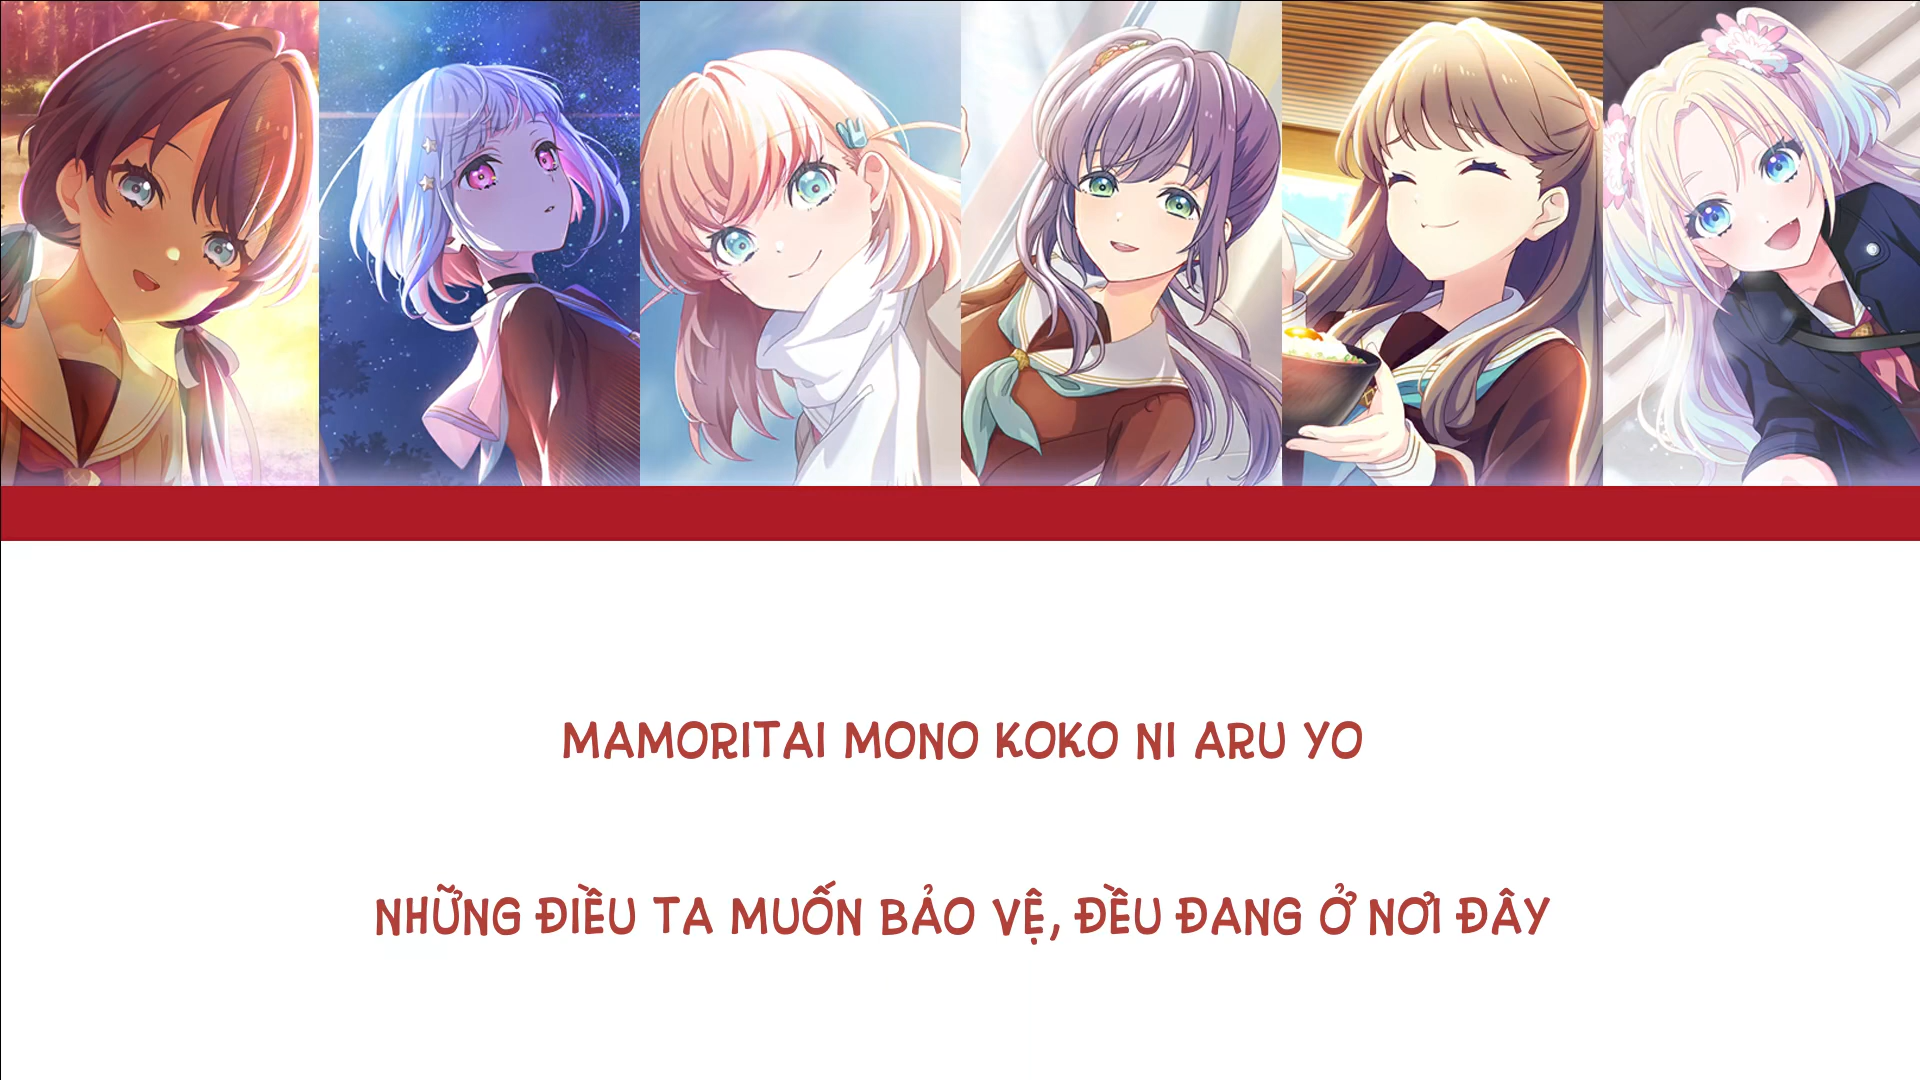 MAMORITAI MONO KOKO NI ARU YO
NHỮNG ĐIỀU TA MUỐN BẢO VỆ, ĐỀU ĐANG Ở NƠI ĐÂY